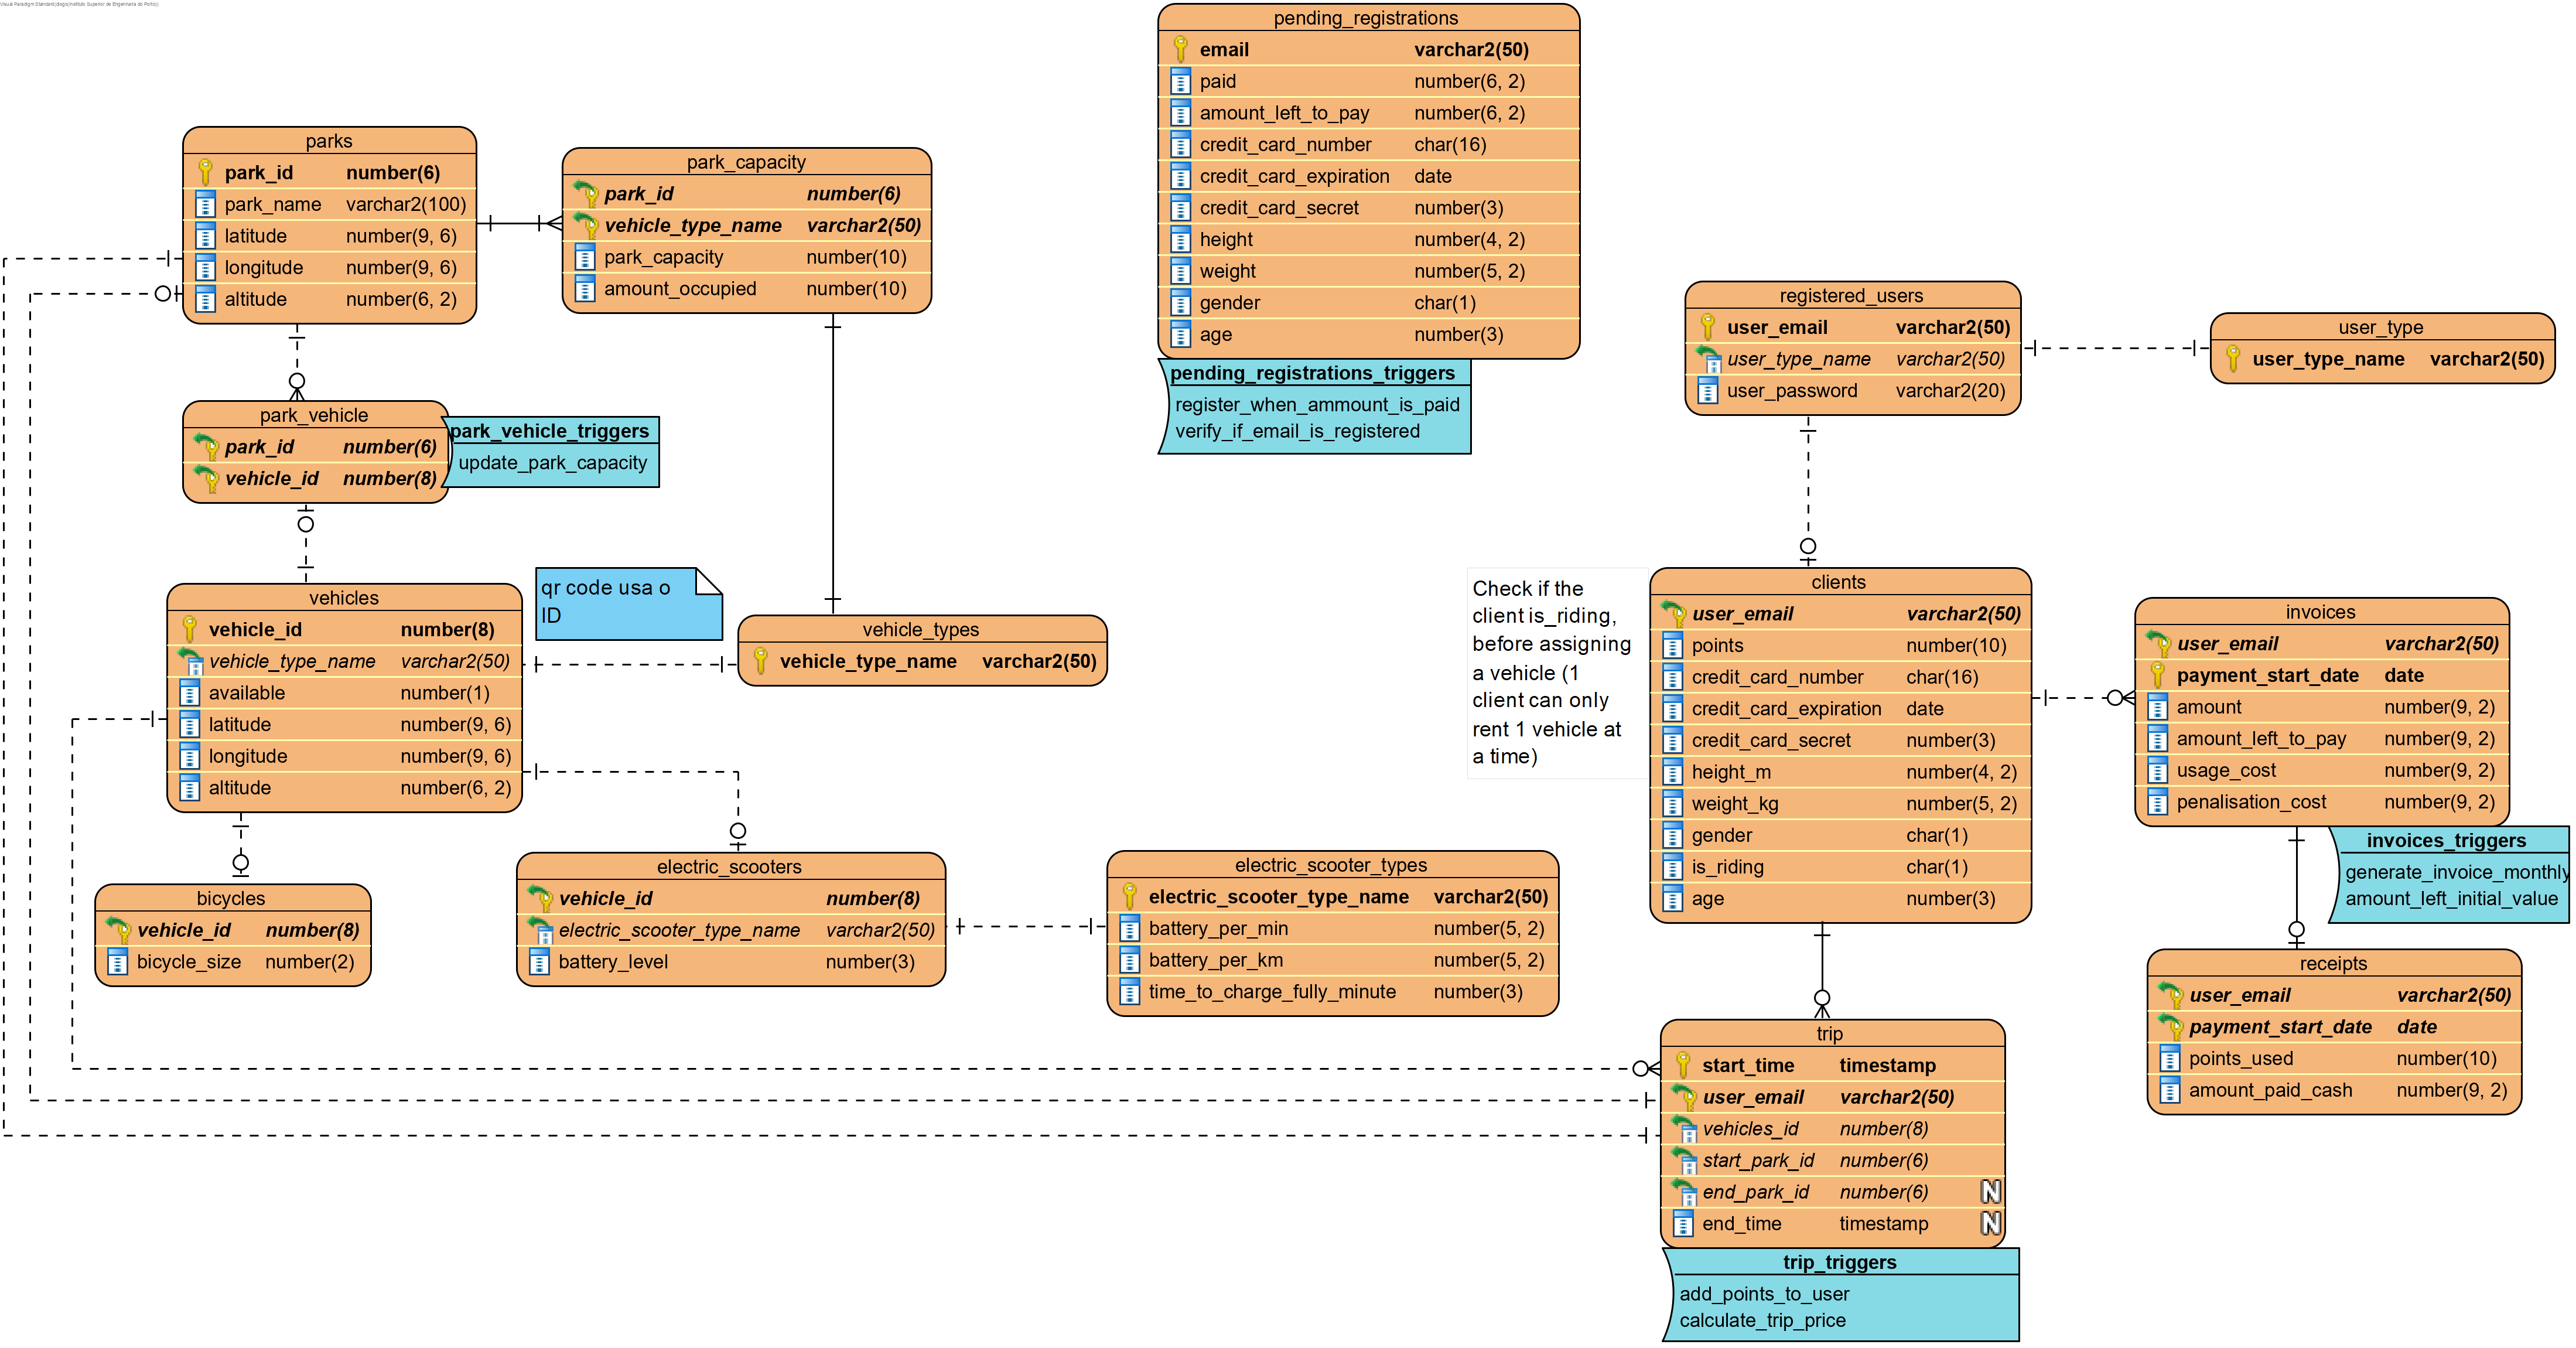 Visual Paradigm Standard(diogo(Instituto Superior de Engenharia do Porto))
pending_registrations
email varchar2(50)
paid number(6, 2)
amount_left_to_pay number(6, 2)
credit_card_number char(16)
credit_card_expiration date
credit_card_secret number(3)
height number(4, 2)
weight number(5, 2)
gender char(1)
age number(3)
pending_registrations_triggers
register_when_ammount_is_paid
verify_if_email_is_registered
parks
park_id number(6)
park_name varchar2(100)
latitude number(9, 6)
longitude number(9, 6)
altitude number(6, 2)
park_capacity
park_id number(6)
vehicle_type_name varchar2(50)
park_capacity number(10)
amount_occupied number(10)
registered_users
user_email varchar2(50)
user_type_name varchar2(50)
user_password varchar2(20)
user_type
user_type_name varchar2(50)
park_vehicle
park_id number(6)
vehicle_id number(8)
park_vehicle_triggers
update_park_capacity
vehicles
vehicle_id number(8)
vehicle_type_name varchar2(50)
available number(1)
latitude number(9, 6)
longitude number(9, 6)
altitude number(6, 2)
qr code usa o
ID
vehicle_types
vehicle_type_name varchar2(50)
Check if the
client is_riding,
before assigning
a vehicle (1
client can only
rent 1 vehicle at
a time)
clients
user_email varchar2(50)
points number(10)
credit_card_number char(16)
credit_card_expiration date
credit_card_secret number(3)
height_m number(4, 2)
weight_kg number(5, 2)
gender char(1)
is_riding char(1)
age number(3)
invoices
user_email varchar2(50)
payment_start_date date
amount number(9, 2)
amount_left_to_pay number(9, 2)
usage_cost number(9, 2)
penalisation_cost number(9, 2)
invoices_triggers
generate_invoice_monthly
amount_left_initial_value
bicycles
vehicle_id number(8)
bicycle_size number(2)
electric_scooters
vehicle_id number(8)
electric_scooter_type_name varchar2(50)
battery_level number(3)
electric_scooter_types
electric_scooter_type_name varchar2(50)
battery_per_min number(5, 2)
battery_per_km number(5, 2)
time_to_charge_fully_minute number(3)
receipts
user_email varchar2(50)
payment_start_date date
points_used number(10)
amount_paid_cash number(9, 2)
trip
start_time timestamp
user_email varchar2(50)
vehicles_id number(8)
start_park_id number(6)
end_park_id number(6) N
end_time timestamp N
trip_triggers
add_points_to_user
calculate_trip_price